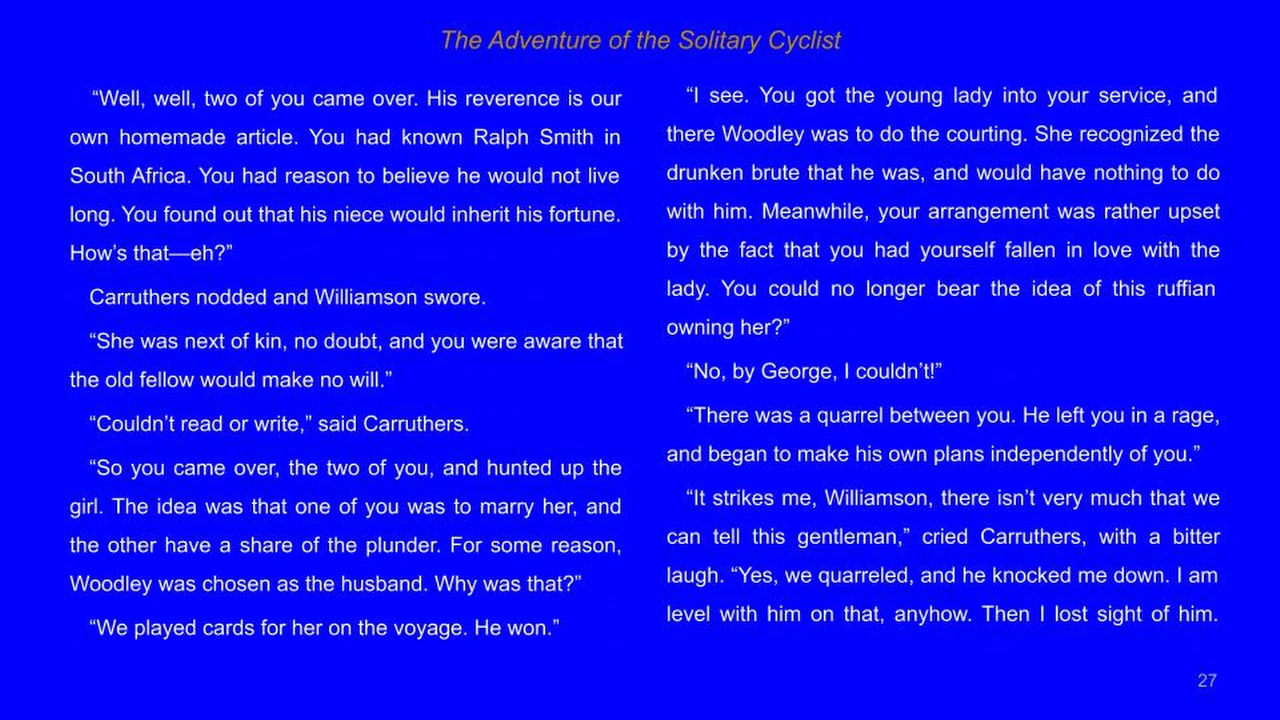 The Adventure of the Solitary Cyclist
“Well, well, two of you came over. His reverence is our
own homemade article. You had known Ralph Smith in
South Africa. You had reason to believe he would not live
long. You found out that his niece would inherit his fortune.
How’s that—eh?”
Carruthers nodded and Williamson swore.
“She was next of kin, no doubt, and you were aware that
the old fellow would make no will.”
“Couldn’t read or write,” said Carruthers.
“So you came over, the two of you, and hunted up the
girl. The idea was that one of you was to marry her, and
the other have a share of the plunder. For some reason,
Woodley was chosen as the husband. Why was that?”
“We played cards for her on the voyage. He won.”
“I see. You got the young lady into your service, and
there Woodley was to do the courting. She recognized the
drunken brute that he was, and would have nothing to do
with him. Meanwhile, your arrangement was rather upset
by the fact that you had yourself fallen in love with the
lady. You could no longer bear the idea of this ruffian
owning her?”
“No, by George, I couldn’t!”
“There was a quarrel between you. He left you in a rage,
and began to make his own plans independently of you.”
“It strikes me, Williamson, there isn’t very much that we
can tell this gentleman,” cried Carruthers, with a bitter
laugh. “Yes, we quarreled, and he knocked me down. I am
level with him on that, anyhow. Then I lost sight of him.
27